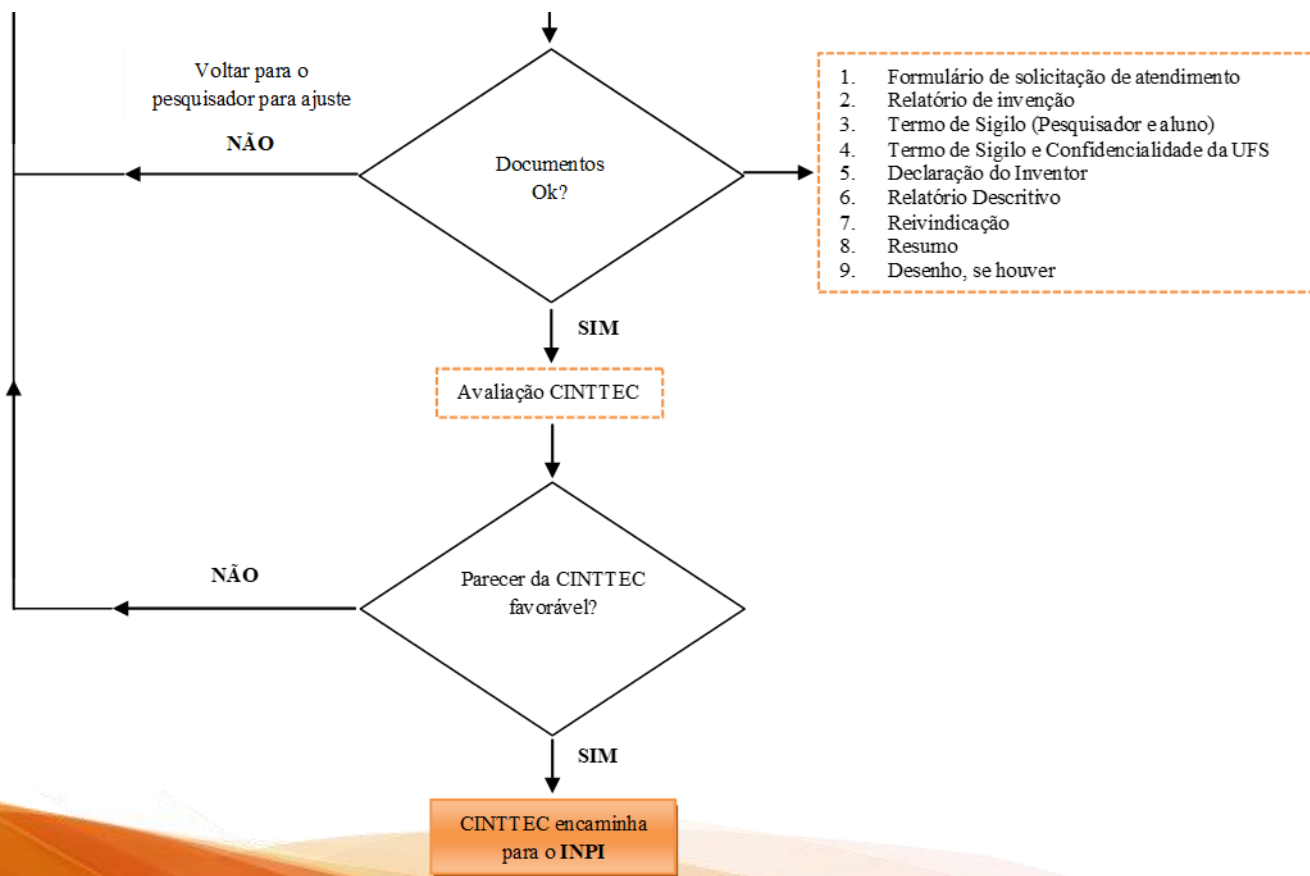 Voltar para o
pesquisador para ajuste
NÃO
Documentos
Ok?
1. Formulário de solicitação de atendimento
2. Relatório de invenção
3. Termo de Sigilo (Pesquisador e aluno)
4. Termo de Sigilo e Confidencialidade da UFS
5. Declaração do Inventor
6. Relatório Descritivo
7. Reivindicação
8. Resumo
9. Desenho, se houver
SIM
Avaliação CINTTEC
NÃO
Parecer da CINTTEC
favorável?
SIM
CINTTEC encaminha
para o INPI